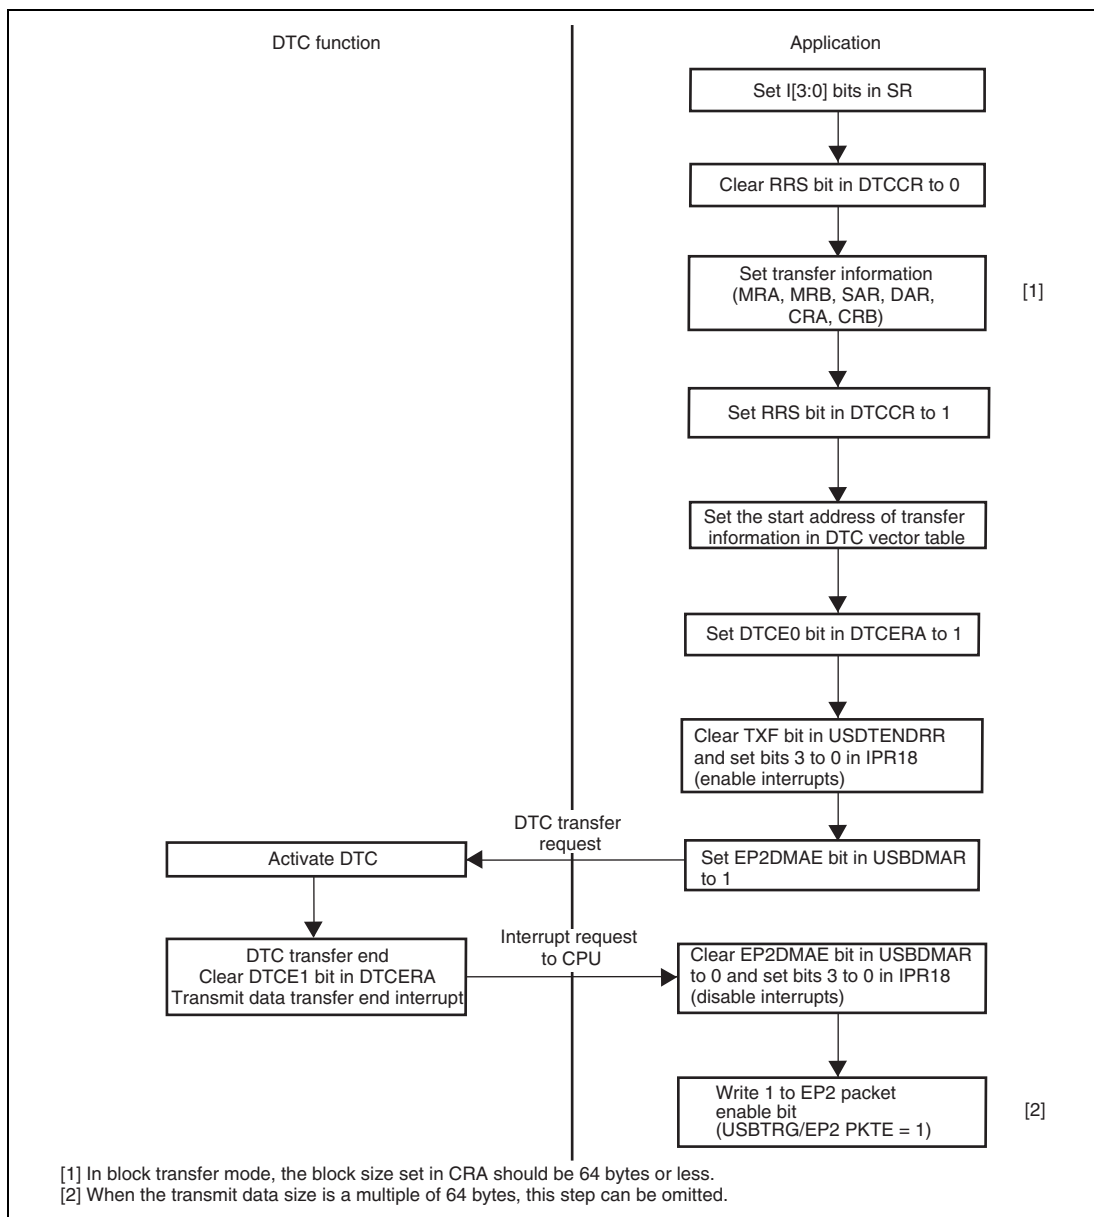 DTC function
Application
Set I[3:0] bits in SR
Clear RRS bit in DTCCR to 0
Set transfer information
(MRA, MRB, SAR, DAR,
CRA, CRB)
[1]
Set RRS bit in DTCCR to 1
Set the start address of transfer
information in DTC vector table
Set DTCE0 bit in DTCERA to 1
Clear TXF bit in USDTENDRR
and set bits 3 to 0 in IPR18
(enable interrupts)
DTC transfer
request
Activate DTC
Set EP2DMAE bit in USBDMAR
to 1
DTC transfer end
Clear DTCE1 bit in DTCERA
Transmit data transfer end interrupt
Interrupt request
to CPU
Clear EP2DMAE bit in USBDMAR
to 0 and set bits 3 to 0 in IPR18
(disable interrupts)
Write 1 to EP2 packet
enable bit
(USBTRG/EP2 PKTE = 1)
[2]
[1] In block transfer mode, the block size set in CRA should be 64 bytes or less.
[2] When the transmit data size is a multiple of 64 bytes, this step can be omitted.